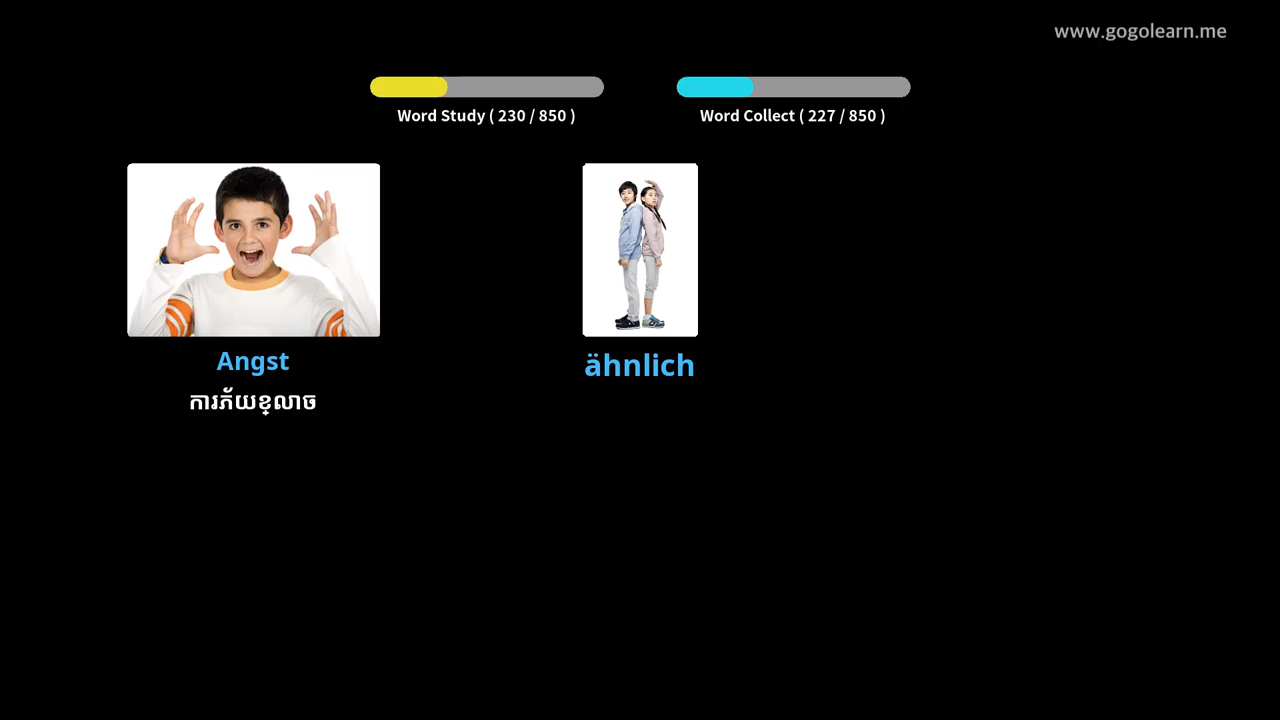 www.gogolearn.me
Word Study ( 230 / 850 )
Word Collect ( 227 / 850 )
Angst
ការភ័យខ្លាច
ähnlich